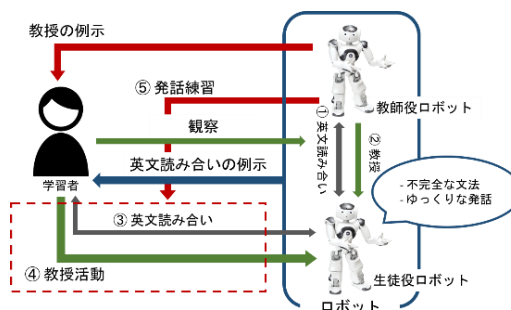 教授の例示
⑤ 発話練習
教師役ロボット
観察
① 英文読み合い
② 教授
英文読み合いの例示
学習者
- 不完全な文法
- ゆっくりな発話
③ 英文読み合い
④ 教授活動
生徒役ロボット
ロボット